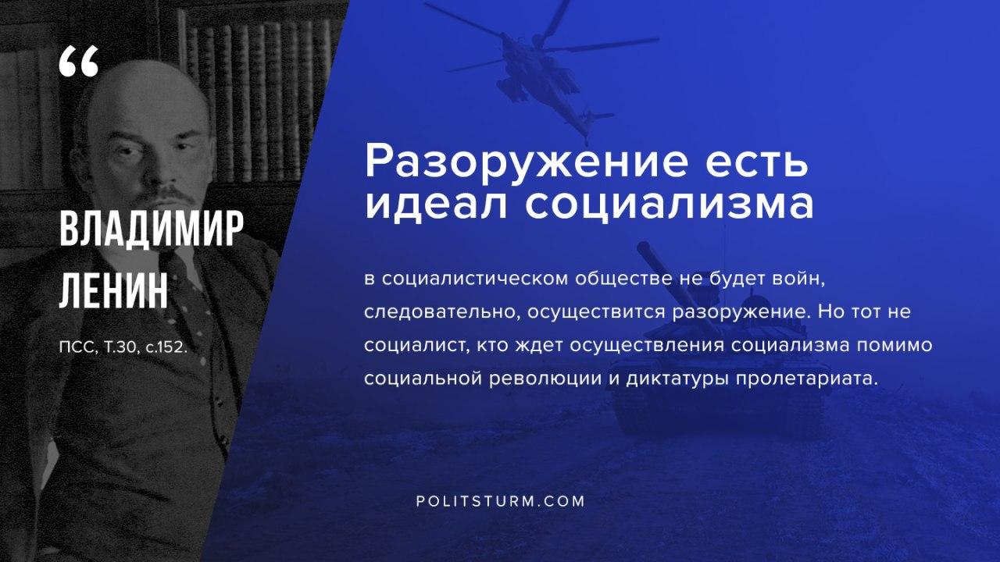 “
ВЛАДИМИР
ЛЕНИН
ПСС, Т.30, с.152.
Разоружение есть
идеал социализма
в социалистическом обществе не будет войн,
следовательно, осуществится разоружение. Но тот не
социалист, кто ждет осуществления социализма помимо
социальной революции и диктатуры пролетариата.
POLITSTURM.COM